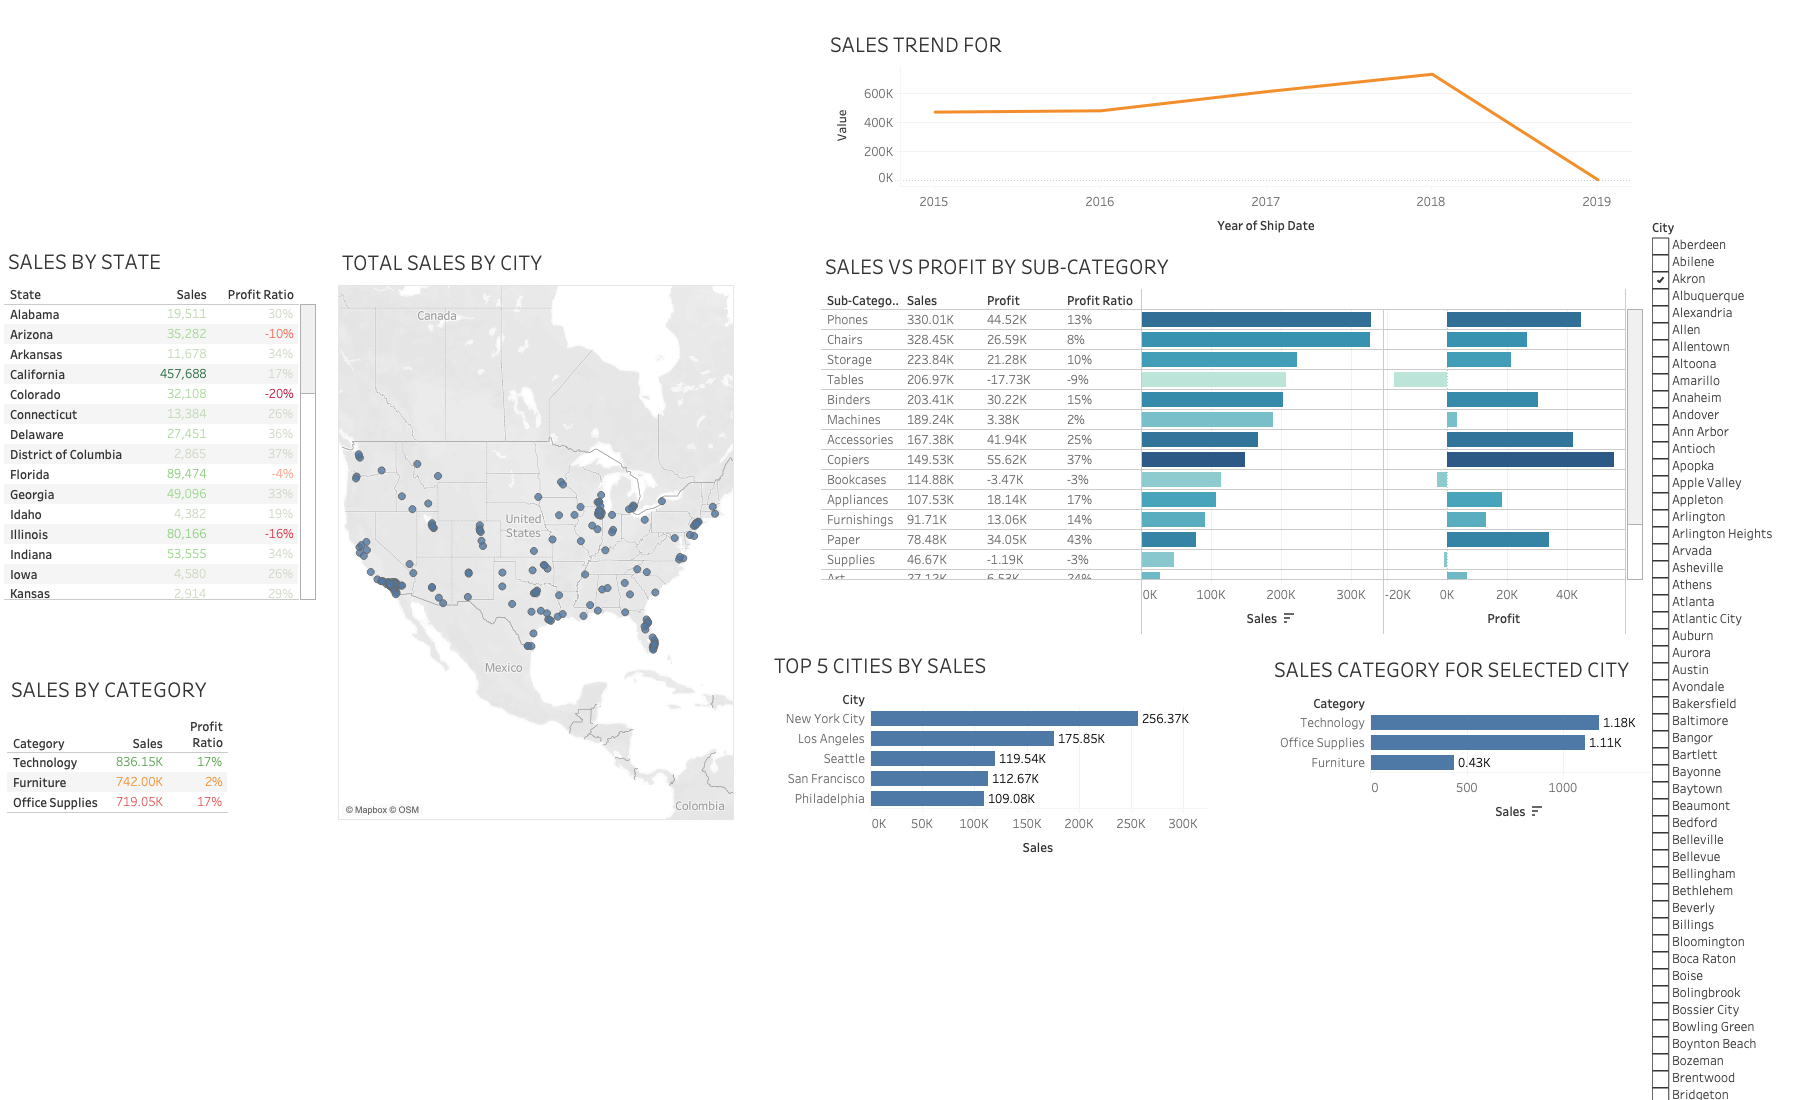 SALES TREND FOR
Value
600K
400K
200K
0K
2015 2016 2017 2018 2019
Year of Ship Date
SALES BY STATE
State Sales Profit Ratio
Alabama 19,511 30%
Arizona 35,282 -10%
Arkansas 11,678 34%
California 457,688 17%
Colorado 32,108 -20%
Connecticut 13,384 26%
Delaware 27,451 36%
District of Columbia 2,865 37%
Florida 89,474 -4%
Georgia 49,096 33%
Idaho 4,382 19%
Illinois 80,166 -16%
Indiana 53,555 34%
Iowa 4,580 26%
Kansas 2,914 29%
TOTAL SALES BY CITY
Canada
United
States
Mexico
Colombia
© Mapbox © OSM
SALES VS PROFIT BY SUB-CATEGORY
Sub-Catego.. Sales Profit Profit Ratio
Phones 330.01K 44.52K 13%
Chairs 328.45K 26.59K 8%
Storage 223.84K 21.28K 10%
Tables 206.97K -17.73K -9%
Binders 203.41K 30.22K 15%
Machines 189.24K 3.38K 2%
Accessories 167.38K 41.94K 25%
Copiers 149.53K 55.62K 37%
Bookcases 114.88K -3.47K -3%
Appliances 107.53K 18.14K 17%
Furnishings 91.71K 13.06K 14%
Paper 78.48K 34.05K 43%
Supplies 46.67K -1.19K -3%
Art 27.12K 6.53K 24%
0K 100K 200K 300K -20K 0K 20K 40K
Sales Profit
SALES BY CATEGORY
Profit
Category Sales Ratio
Technology 836.15K 17%
Furniture 742.00K 2%
Office Supplies 719.05K 17%
TOP 5 CITIES BY SALES
City
New York City 256.37K
Los Angeles 175.85K
Seattle 119.54K
San Francisco 112.67K
Philadelphia 109.08K
0K 50K 100K 150K 200K 250K 300K
Sales
SALES CATEGORY FOR SELECTED CITY
Category
Technology 1.18K
Office Supplies 1.11K
Furniture 0.43K
0 500 1000
Sales
City
Aberdeen
Abilene
Akron
Albuquerque
Alexandria
Allen
Allentown
Altoona
Amarillo
Anaheim
Andover
Ann Arbor
Antioch
Apopka
Apple Valley
Appleton
Arlington
Arlington Heights
Arvada
Asheville
Athens
Atlanta
Atlantic City
Auburn
Aurora
Austin
Avondale
Bakersfield
Baltimore
Bangor
Bartlett
Bayonne
Baytown
Beaumont
Bedford
Belleville
Bellevue
Bellingham
Bethlehem
Beverly
Billings
Bloomington
Boca Raton
Boise
Bolingbrook
Bossier City
Bowling Green
Boynton Beach
Bozeman
Brentwood
Bridgeton